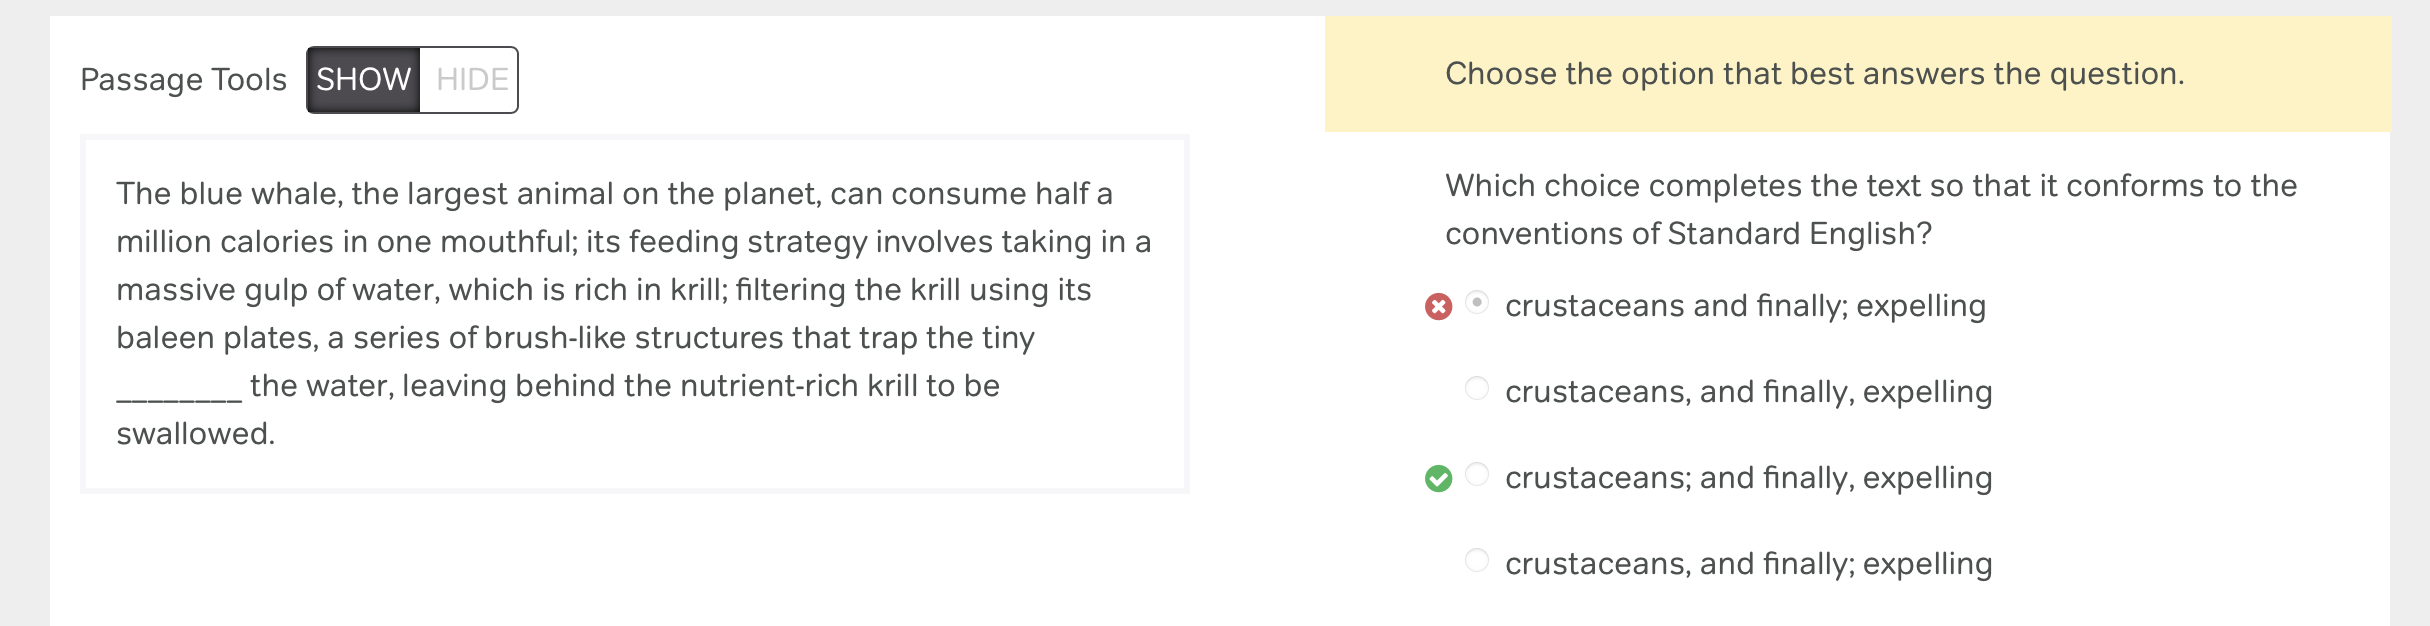 Passage Tools SHOW HIDE
The blue whale, the largest animal on the planet, can consume half a
million calories in one mouthful; its feeding strategy involves taking in a
massive gulp of water, which is rich in krill; filtering the krill using its
baleen plates, a series of brush-like structures that trap the tiny
________ the water, leaving behind the nutrient-rich krill to be
swallowed.
Choose the option that best answers the question.
Which choice completes the text so that it conforms to the
conventions of Standard English?
crustaceans and finally; expelling
crustaceans, and finally, expelling
crustaceans; and finally, expelling
crustaceans, and finally; expelling